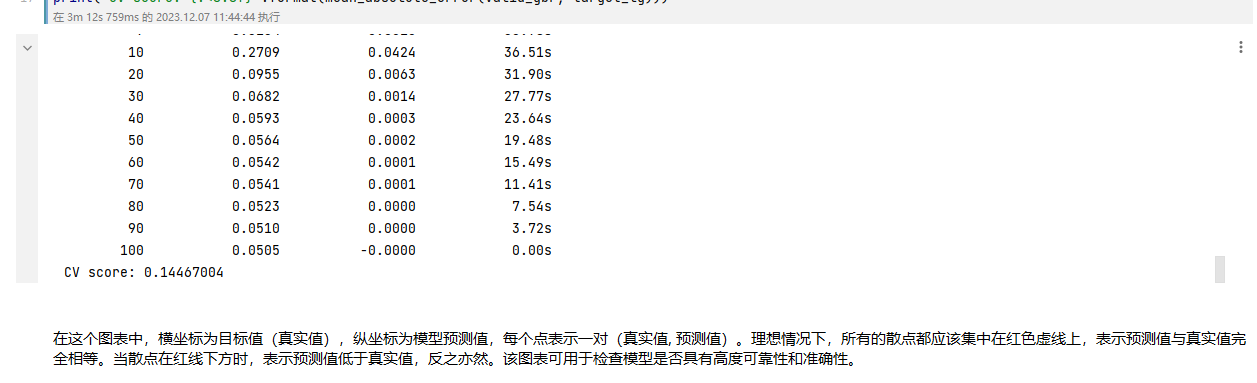 在 3m 12s 759ms 的 2023.12.07 11:44:44 执行
10 0.2709 0.0424 36.51s
20 0.0955 0.0063 31.90s
30 0.0682 0.0014 27.77s
40 0.0593 0.0003 23.64s
50 0.0564 0.0002 19.48s
60 0.0542 0.0001 15.49s
70 0.0541 0.0001 11.41s
80 0.0523 0.0000 7.54s
90 0.0510 0.0000 3.72s
100 0.0505 -0.0000 0.00s
CV score: 0.14467004
在这个图表中，横坐标为目标值（真实值），纵坐标为模型预测值，每个点表示一对（真实值, 预测值）。理想情况下，所有的散点都应该集中在红色虚线上，表示预测值与真实值完
全相等。当散点在红线下方时，表示预测值低于真实值，反之亦然。该图表可用于检查模型是否具有高度可靠性和准确性。